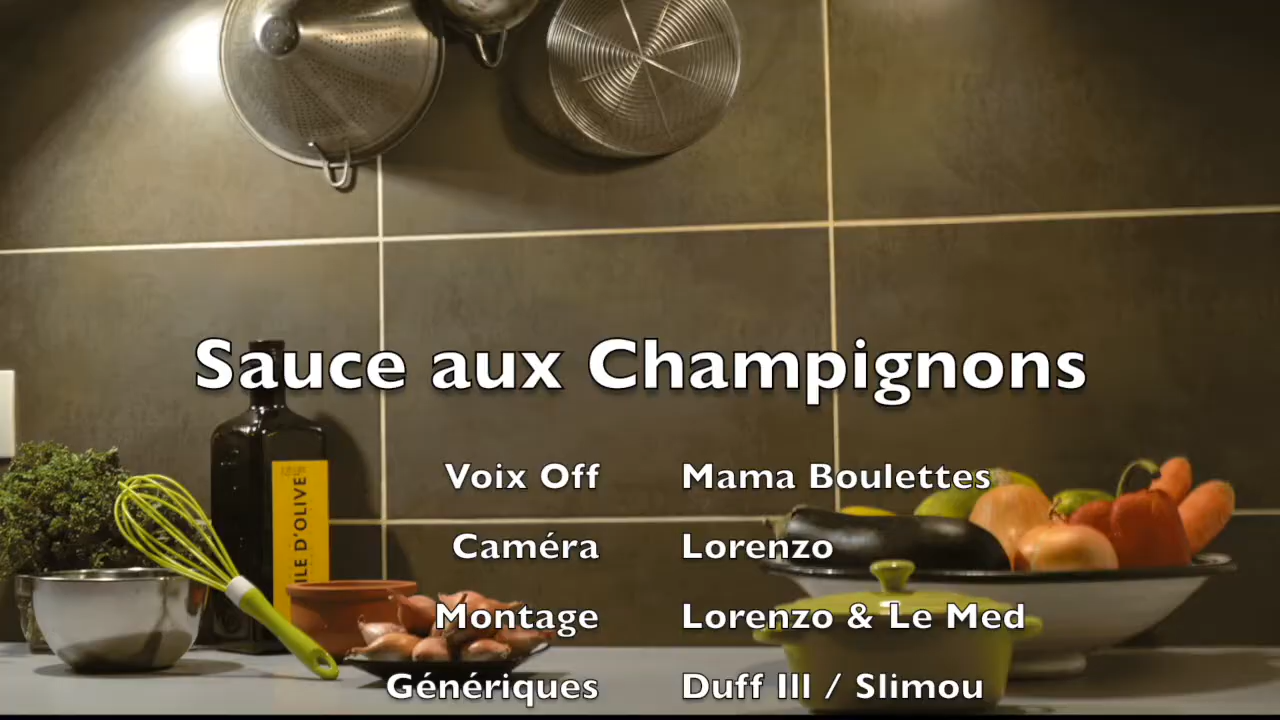 Sauce aux Champignons
Voix Off Mama Boulettes
Caméra Lorenzo
Montage Lorenzo & Le Med
Génériques Duff III / Slimou
ILE D'OLIVE